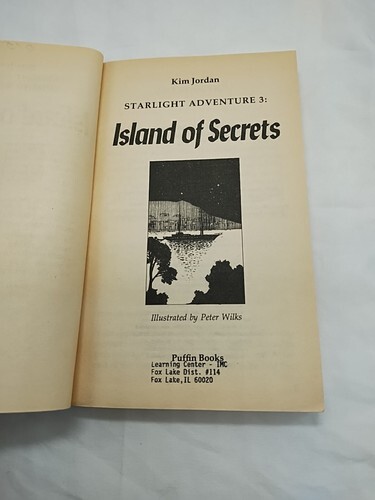 Kim Jordan
STARLIGHT ADVENTURE 3:
Island of Secrets
Illustrated by Peter Wilks
Puffin Books
Learning Center - IMC
Fox Lake Dist. #114
Fox Lake, IL 60020